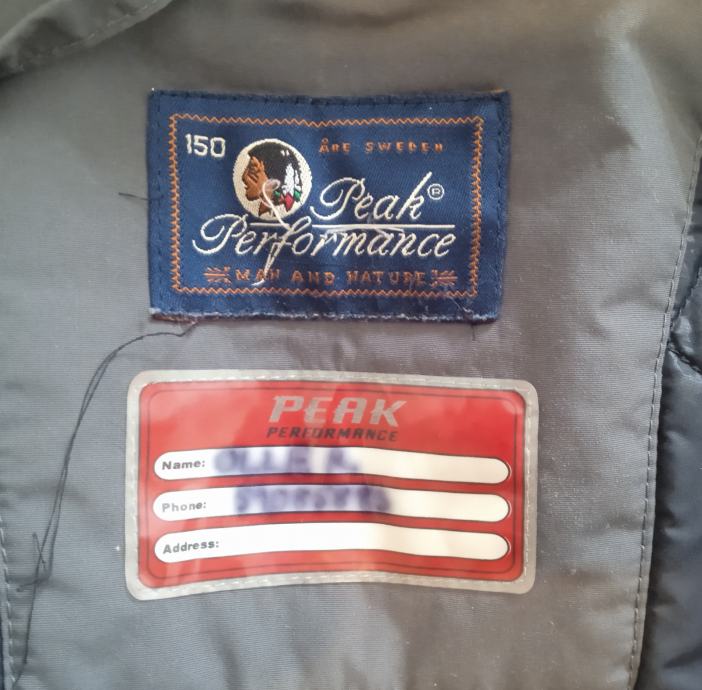 150
ÅRE SWEDEN
Peak®
Performance
MAN AND NATURE
PEAK
PERFORMANCE
Name:
Phone:
Address: